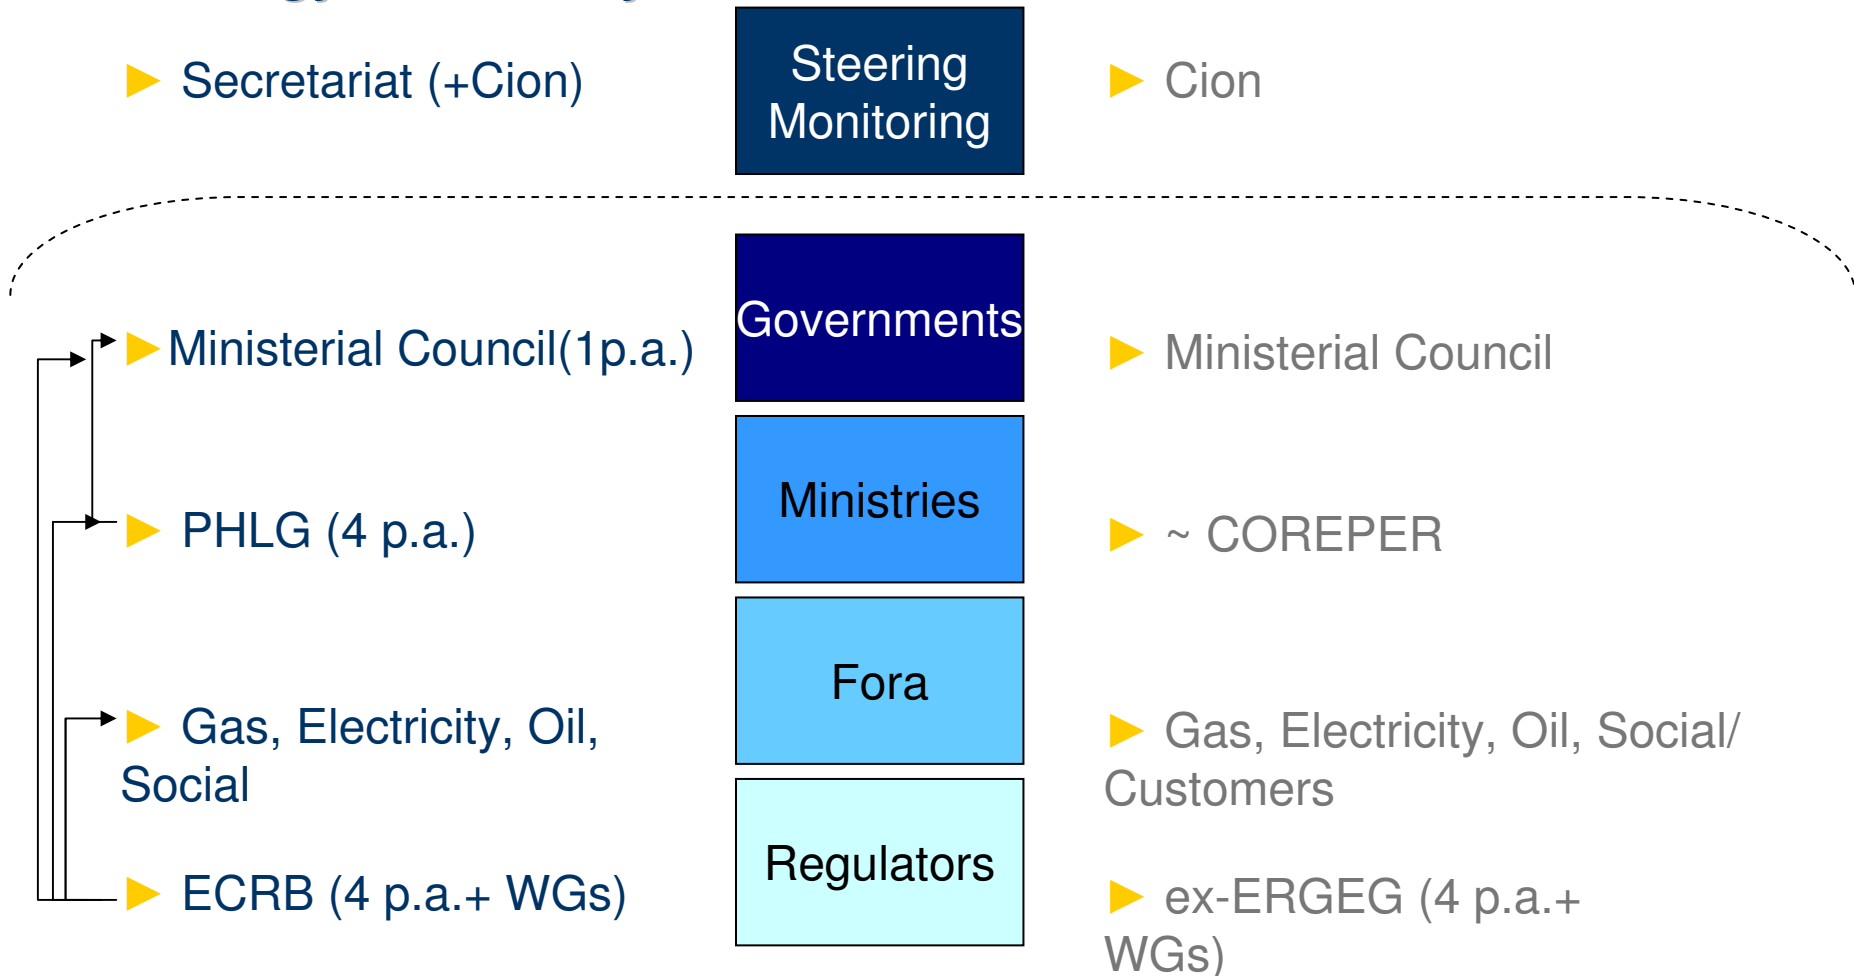 ► Secretariat (+Cion)
Steering
Monitoring
► Cion
► Ministerial Council(1p.a.)
Governments
► Ministerial Council
► PHLG (4 p.a.)
Ministries
► ~ COREPER
► Gas, Electricity, Oil,
Social
Fora
► Gas, Electricity, Oil, Social/
Customers
► ECRB (4 p.a.+ WGs)
Regulators
► ex-ERGEG (4 p.a.+
WGs)